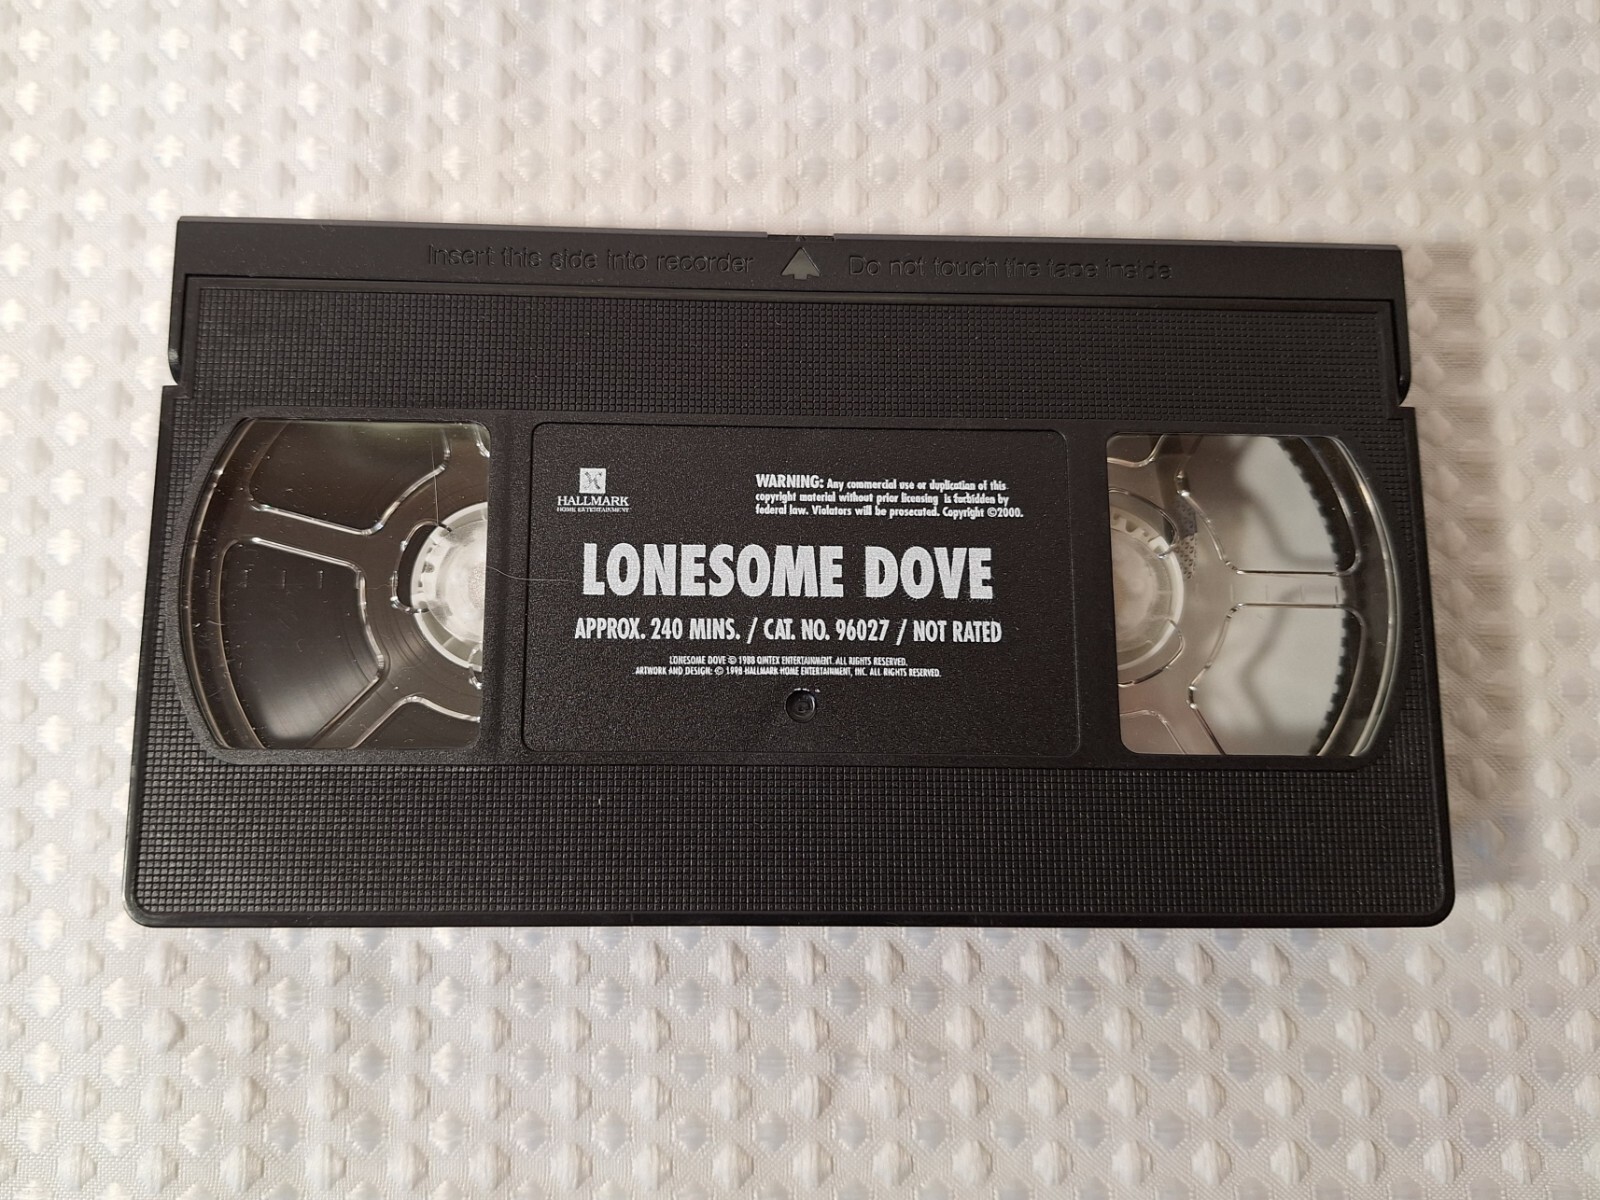 Insert this side into recorder Do not touch the tape inside
HALLMARK
HOME ENTERTAINMENT
WARNING: Any commercial use or duplication of this
copyright material without prior licensing is forbidden by
federal law. Violators will be prosecuted. Copyright ©2000.
LONESOME DOVE
APPROX. 240 MINS. / CAT. NO. 96027 / NOT RATED
LONESOME DOVE © 1988 QINTEX ENTERTAINMENT. ALL RIGHTS RESERVED.
ARTWORK AND DESIGN: © 1998 HALLMARK HOME ENTERTAINMENT, INC. ALL RIGHTS RESERVED.